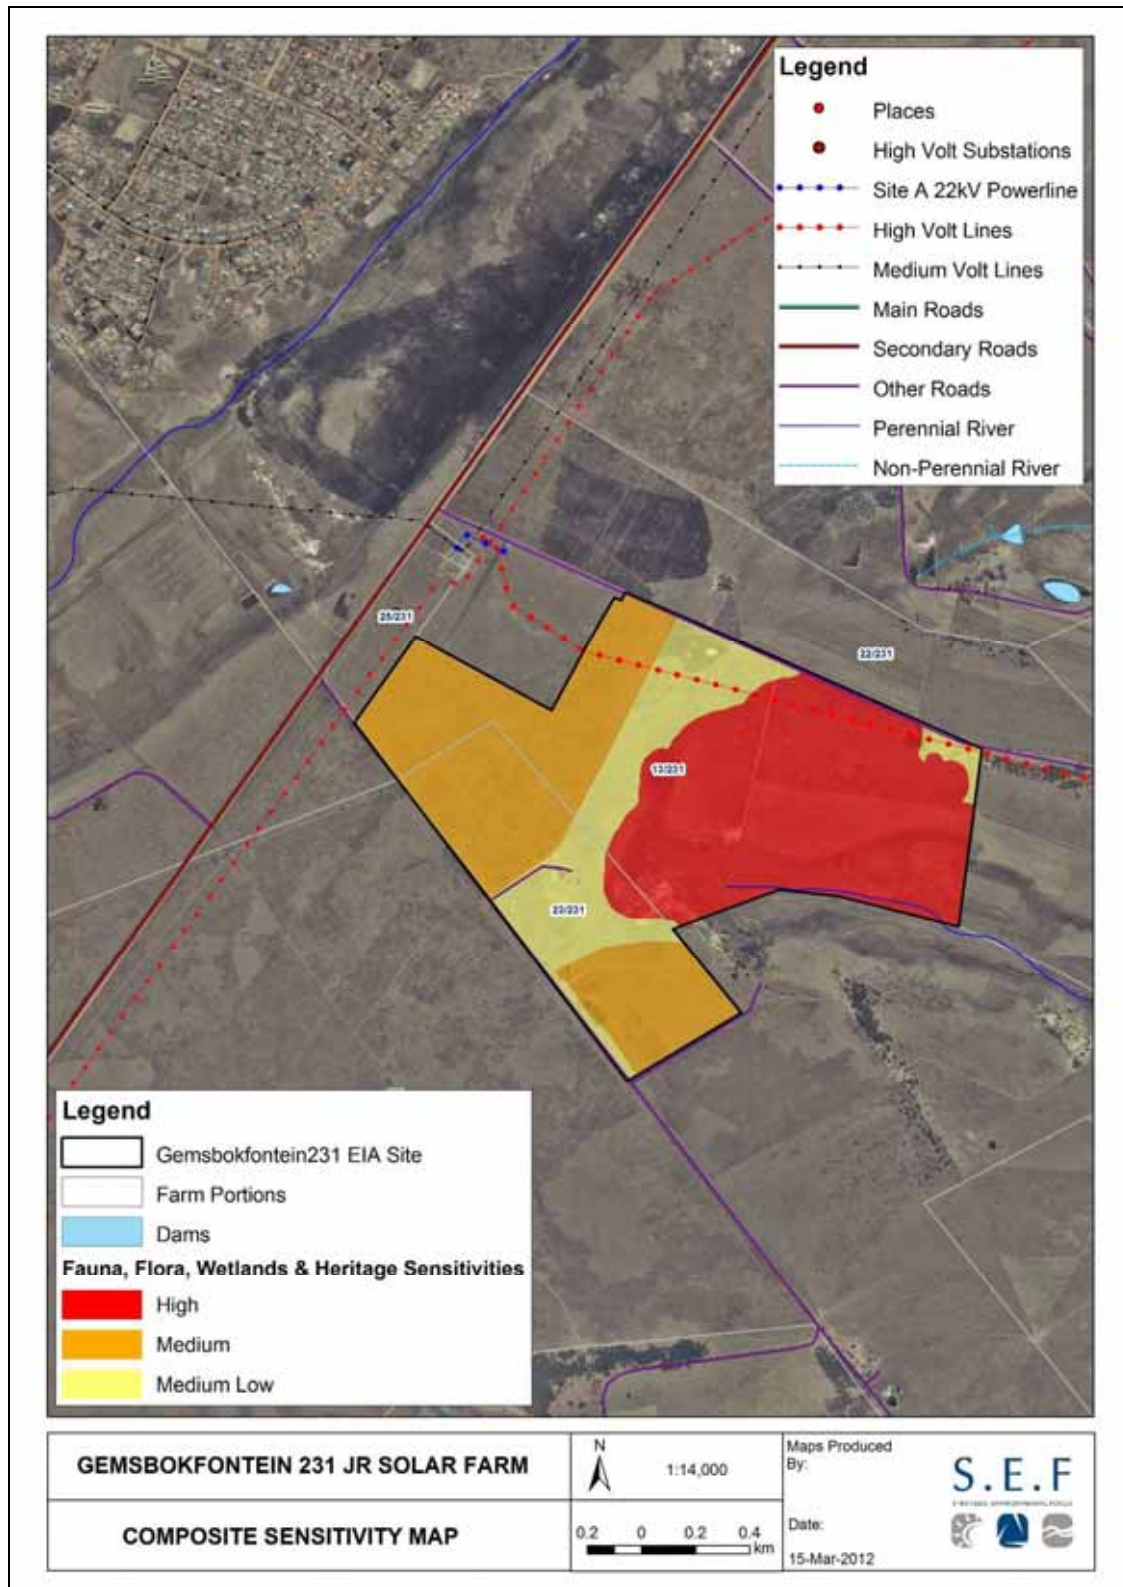 Legend
Places
High Volt Substations
Site A 22kV Powerline
High Volt Lines
Medium Volt Lines
Main Roads
Secondary Roads
Other Roads
Perennial River
Non-Perennial River
25/231
22/231
13/231
23/231
Legend
Gemsbokfontein231 EIA Site
Farm Portions
Dams
Fauna, Flora, Wetlands & Heritage Sensitivities
High
Medium
Medium Low
GEMSBOKFONTEIN 231 JR SOLAR FARM
COMPOSITE SENSITIVITY MAP
N
1:14,000
0.2 0 0.2 0.4
km
Maps Produced
By:
Date:
15-Mar-2012
S.E.F
STRATEGIC ENVIRONMENTAL FOCUS